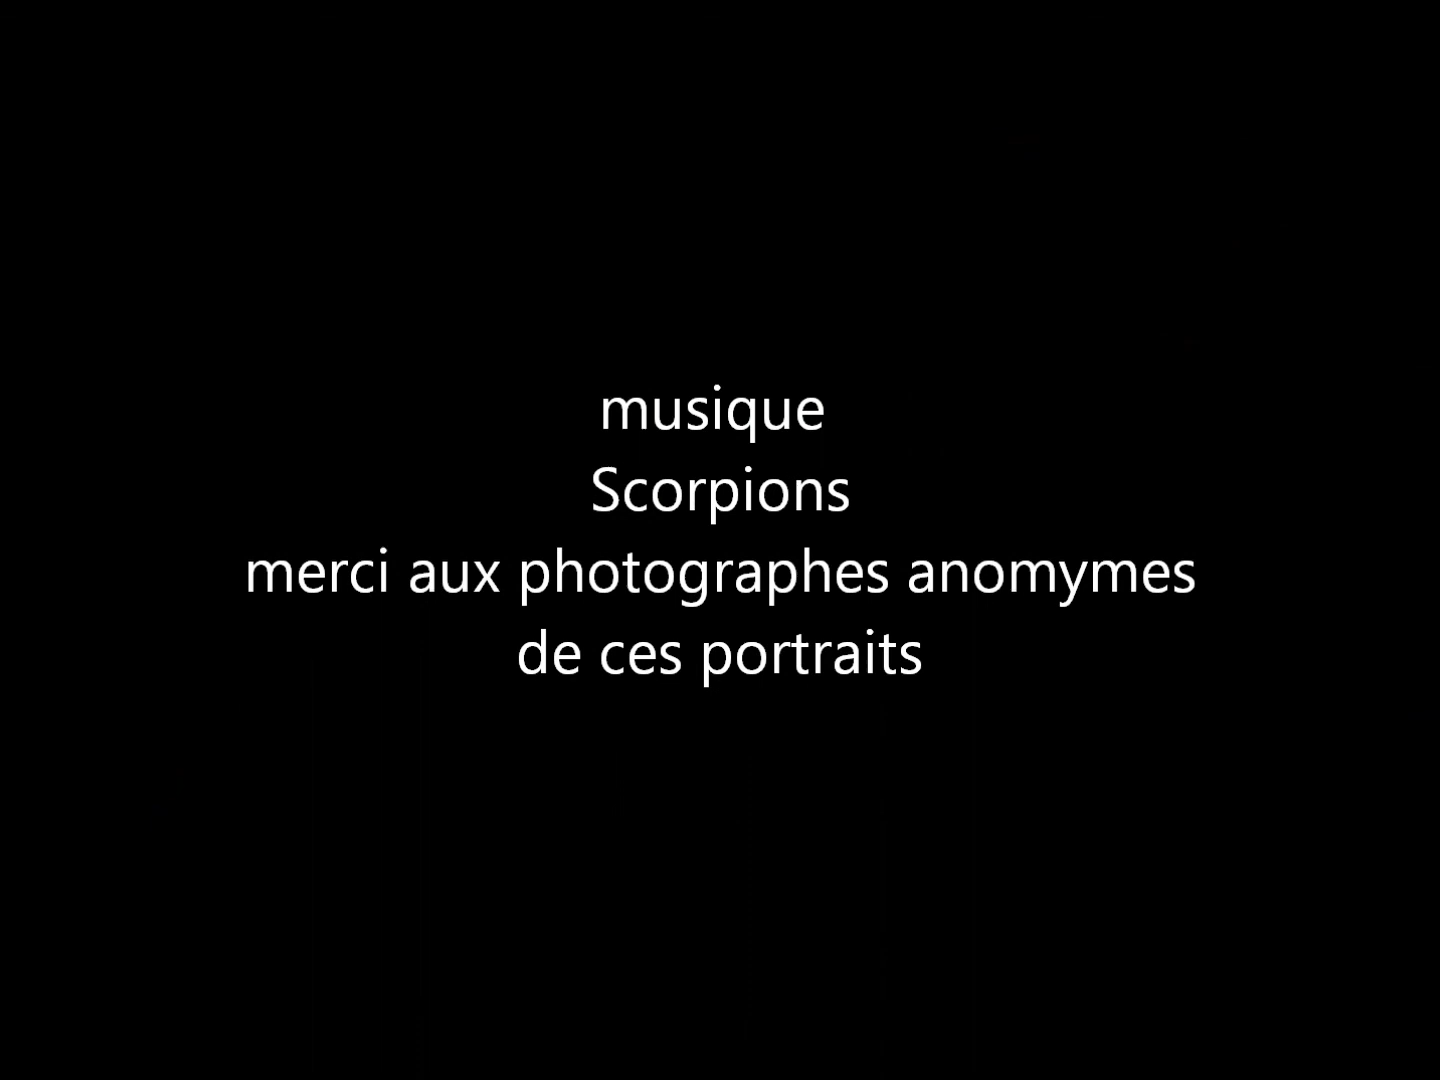 musique
Scorpions
merci aux photographes anomymes
de ces portraits